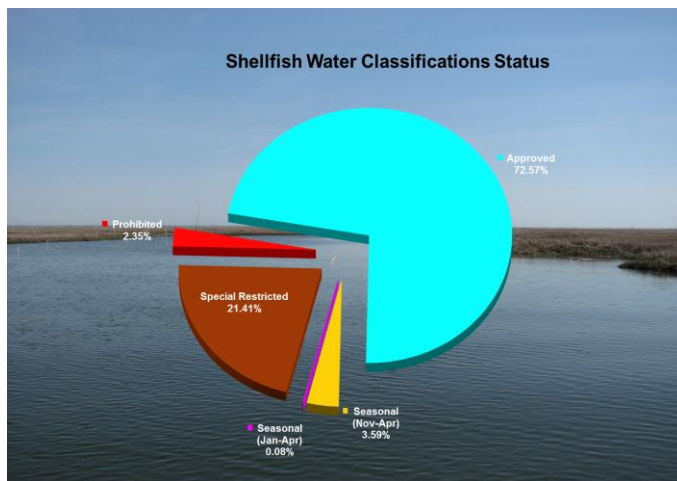 Shellfish Water Classifications Status
Approved
72.57%
Prohibited
2.35%
Special Restricted
21.41%
Seasonal
(Nov-Apr)
3.59%
Seasonal
(Jan-Apr)
0.08%